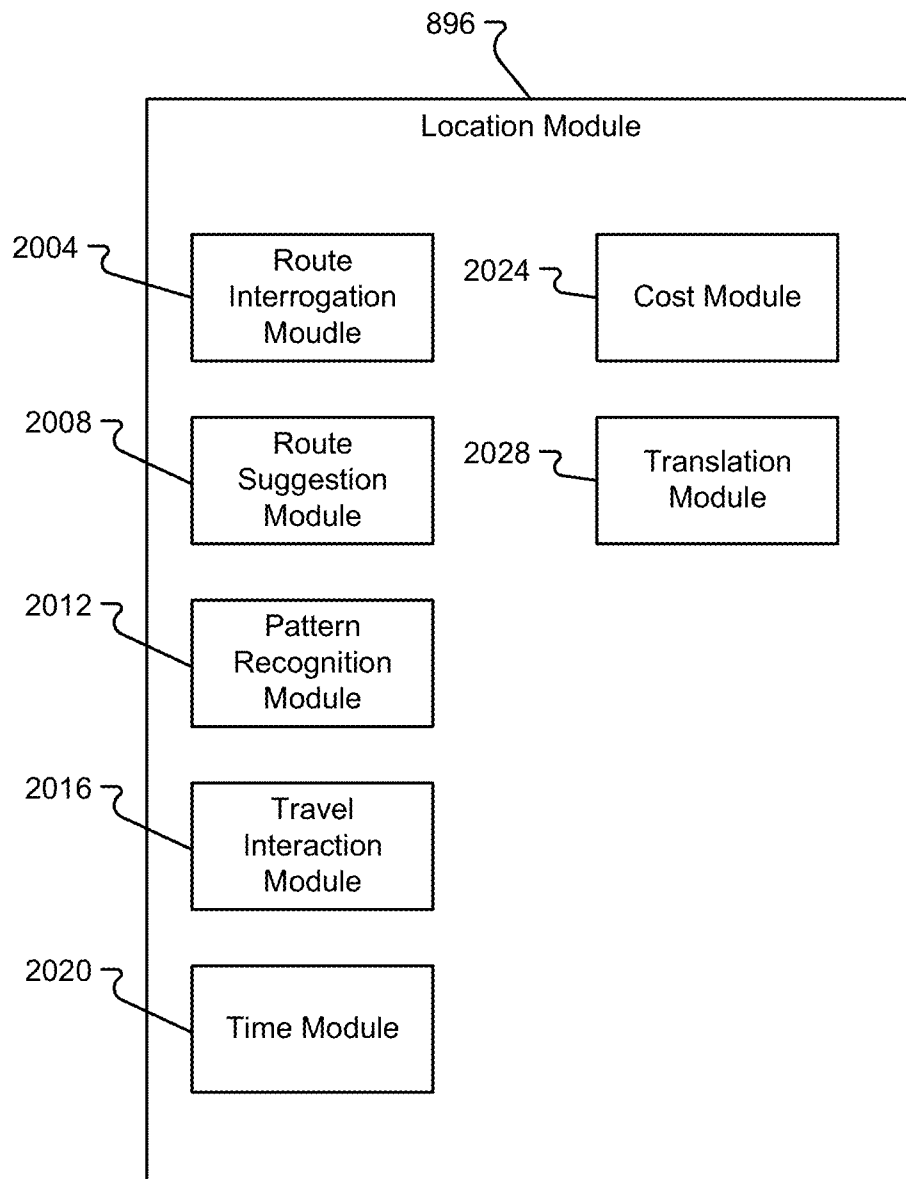 896
Location Module
2004
Route
Interrogation
Moudle
2024
Cost Module
2008
Route
Suggestion
Module
2028
Translation
Module
2012
Pattern
Recognition
Module
2016
Travel
Interaction
Module
2020
Time Module